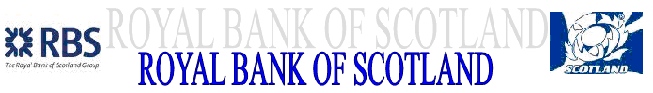 ROYAL BANK OF SCOTLAND
RBS
The Royal Bank of Scotland Group
ROYAL BANK OF SCOTLAND
SCOTLAND